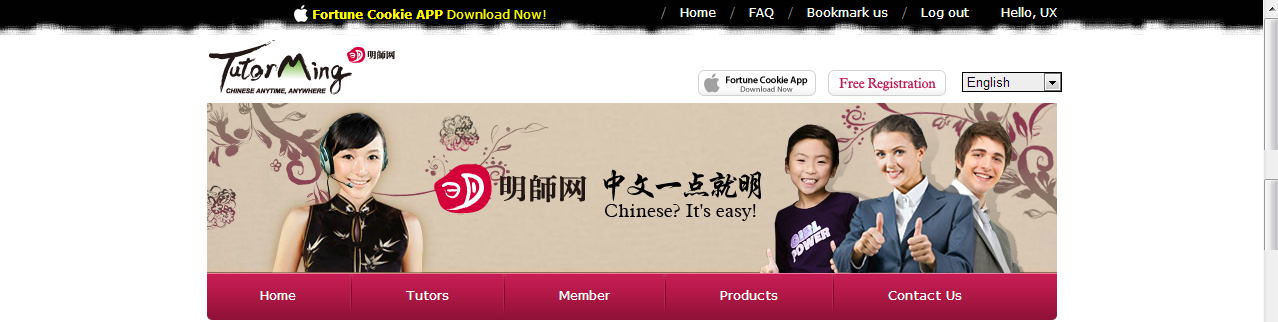 Fortune Cookie APP Download Now!
/ Home / FAQ / Bookmark us / Log out Hello, UX
TutorMing 明師网
CHINESE ANYTIME, ANYWHERE
Fortune Cookie App
Download Now
Free Registration
English
明師网 中文一点就明
Chinese? It's easy!
GIRL
POWER
Home Tutors Member Products Contact Us